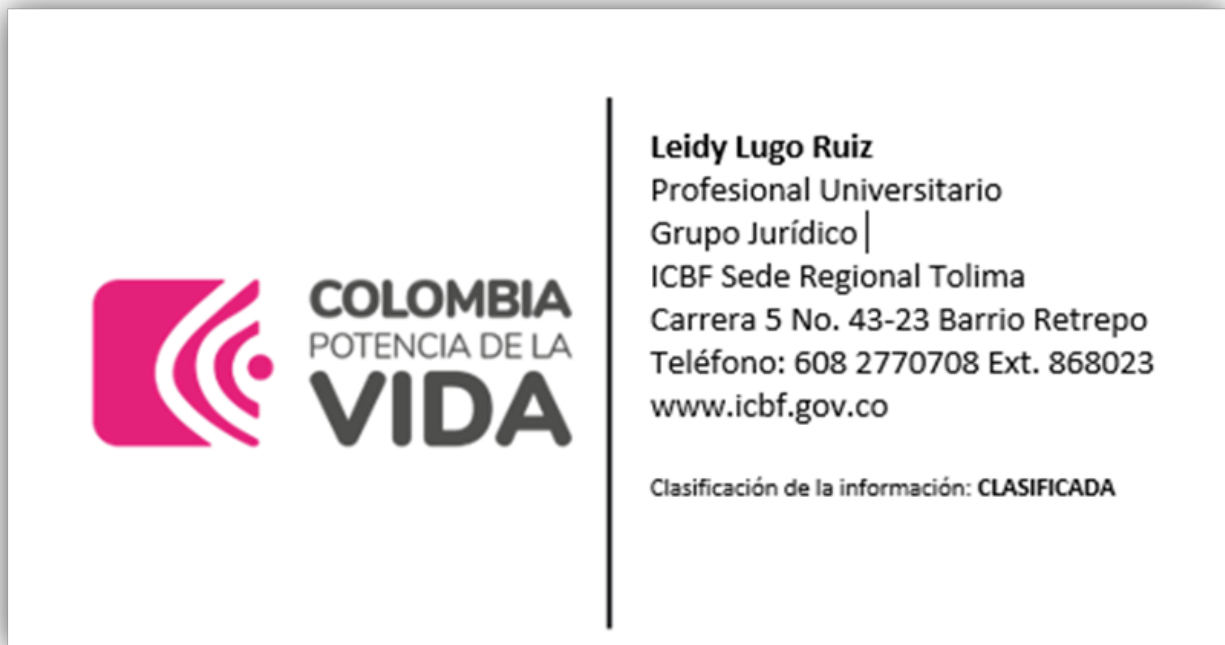 COLOMBIA
POTENCIA DE LA
VIDA
Leidy Lugo Ruiz
Profesional Universitario
Grupo Jurídico
ICBF Sede Regional Tolima
Carrera 5 No. 43-23 Barrio Retrepo
Teléfono: 608 2770708 Ext. 868023
www.icbf.gov.co
Clasificación de la información: CLASIFICADA